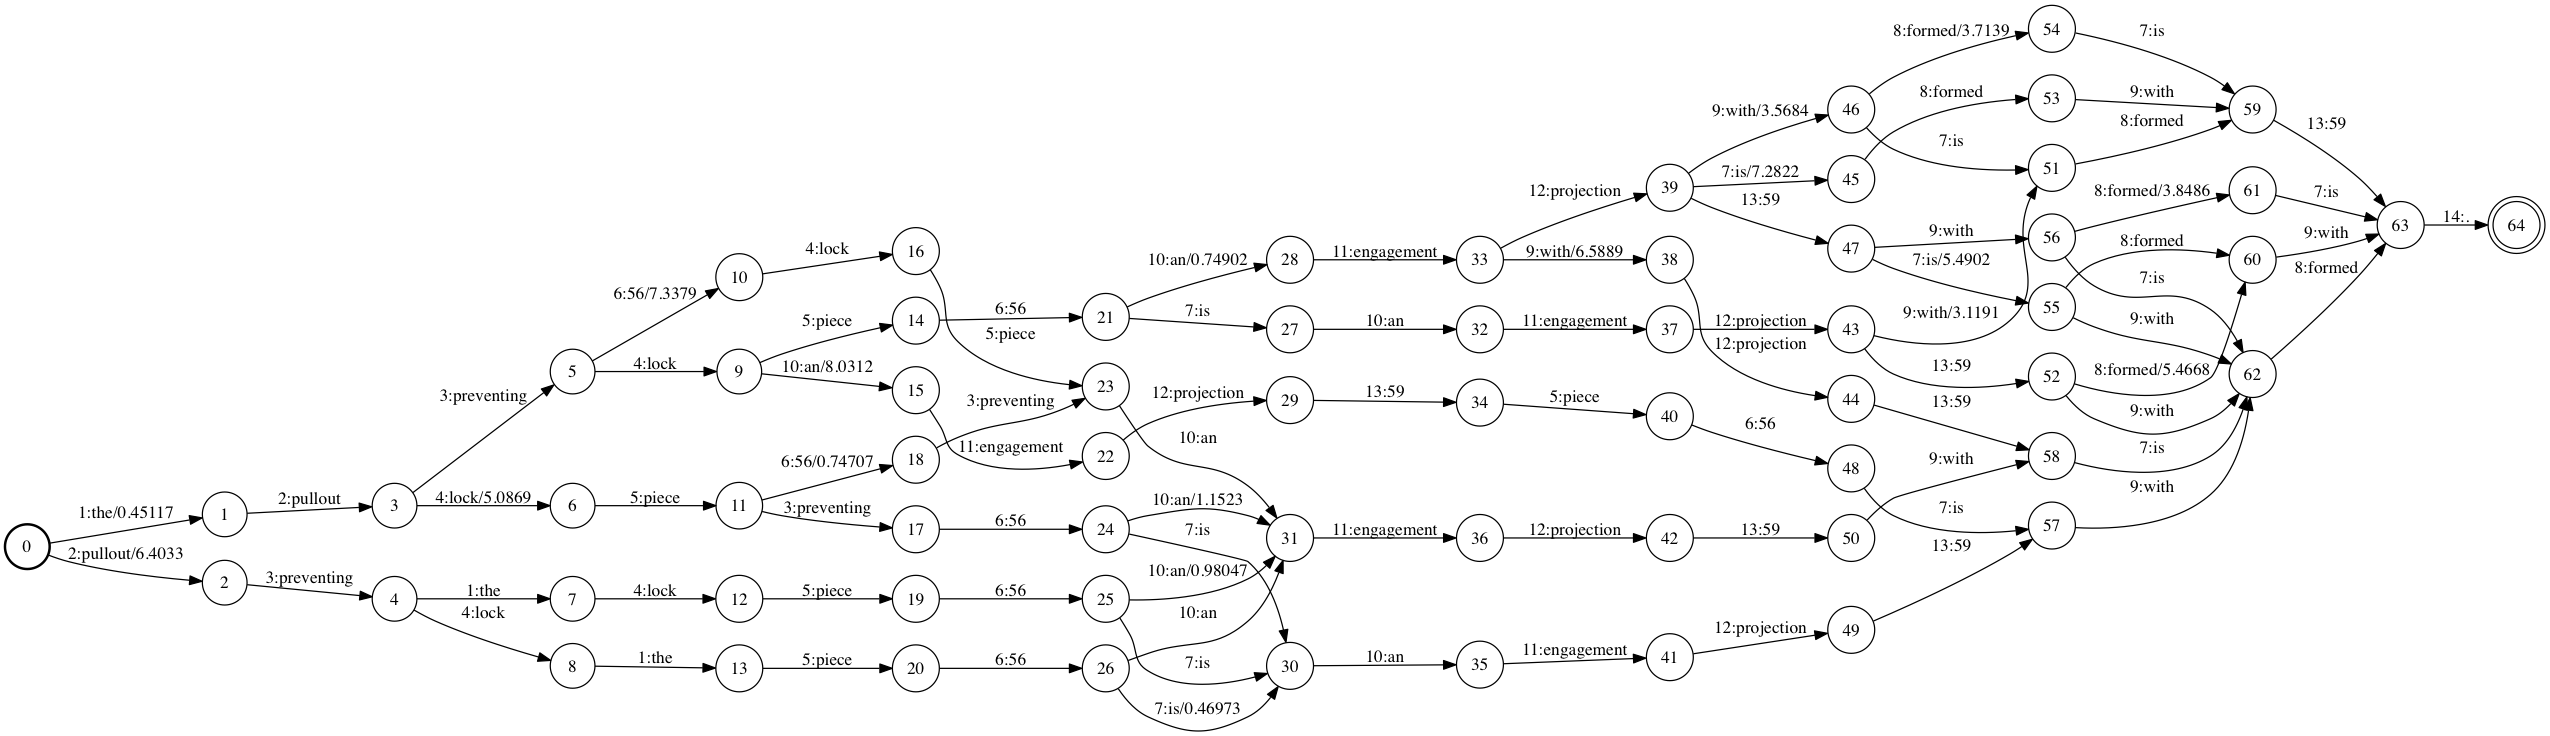 0
1:the/0.45117
1
2:pullout/6.4033
2
2:pullout
3
3:preventing
4
3:preventing
5
4:lock/5.0869
6
1:the
7
4:lock
8
6:56/7.3379
10
4:lock
9
5:piece
11
4:lock
12
1:the
13
4:lock
16
5:piece
14
10:an/8.0312
15
6:56/0.74707
18
3:preventing
17
5:piece
19
5:piece
20
5:piece
23
6:56
21
11:engagement
22
3:preventing
6:56
24
6:56
25
6:56
26
10:an/0.74902
28
7:is
27
12:projection
29
10:an
31
10:an/1.1523
7:is
30
10:an/0.98047
7:is
10:an
7:is/0.46973
11:engagement
33
10:an
32
13:59
34
11:engagement
36
10:an
35
12:projection
39
9:with/6.5889
38
11:engagement
37
5:piece
40
12:projection
42
11:engagement
41
9:with/3.5684
46
7:is/7.2822
45
13:59
47
12:projection
43
12:projection
44
6:56
48
13:59
50
12:projection
49
8:formed/3.7139
54
7:is
51
8:formed
53
9:with
56
7:is/5.4902
55
9:with/3.1191
13:59
52
13:59
58
7:is
57
9:with
13:59
7:is
59
9:with
8:formed
8:formed/3.8486
61
7:is
62
8:formed
60
9:with
8:formed/5.4668
9:with
7:is
9:with
13:59
63
7:is
9:with
8:formed
14:.
64